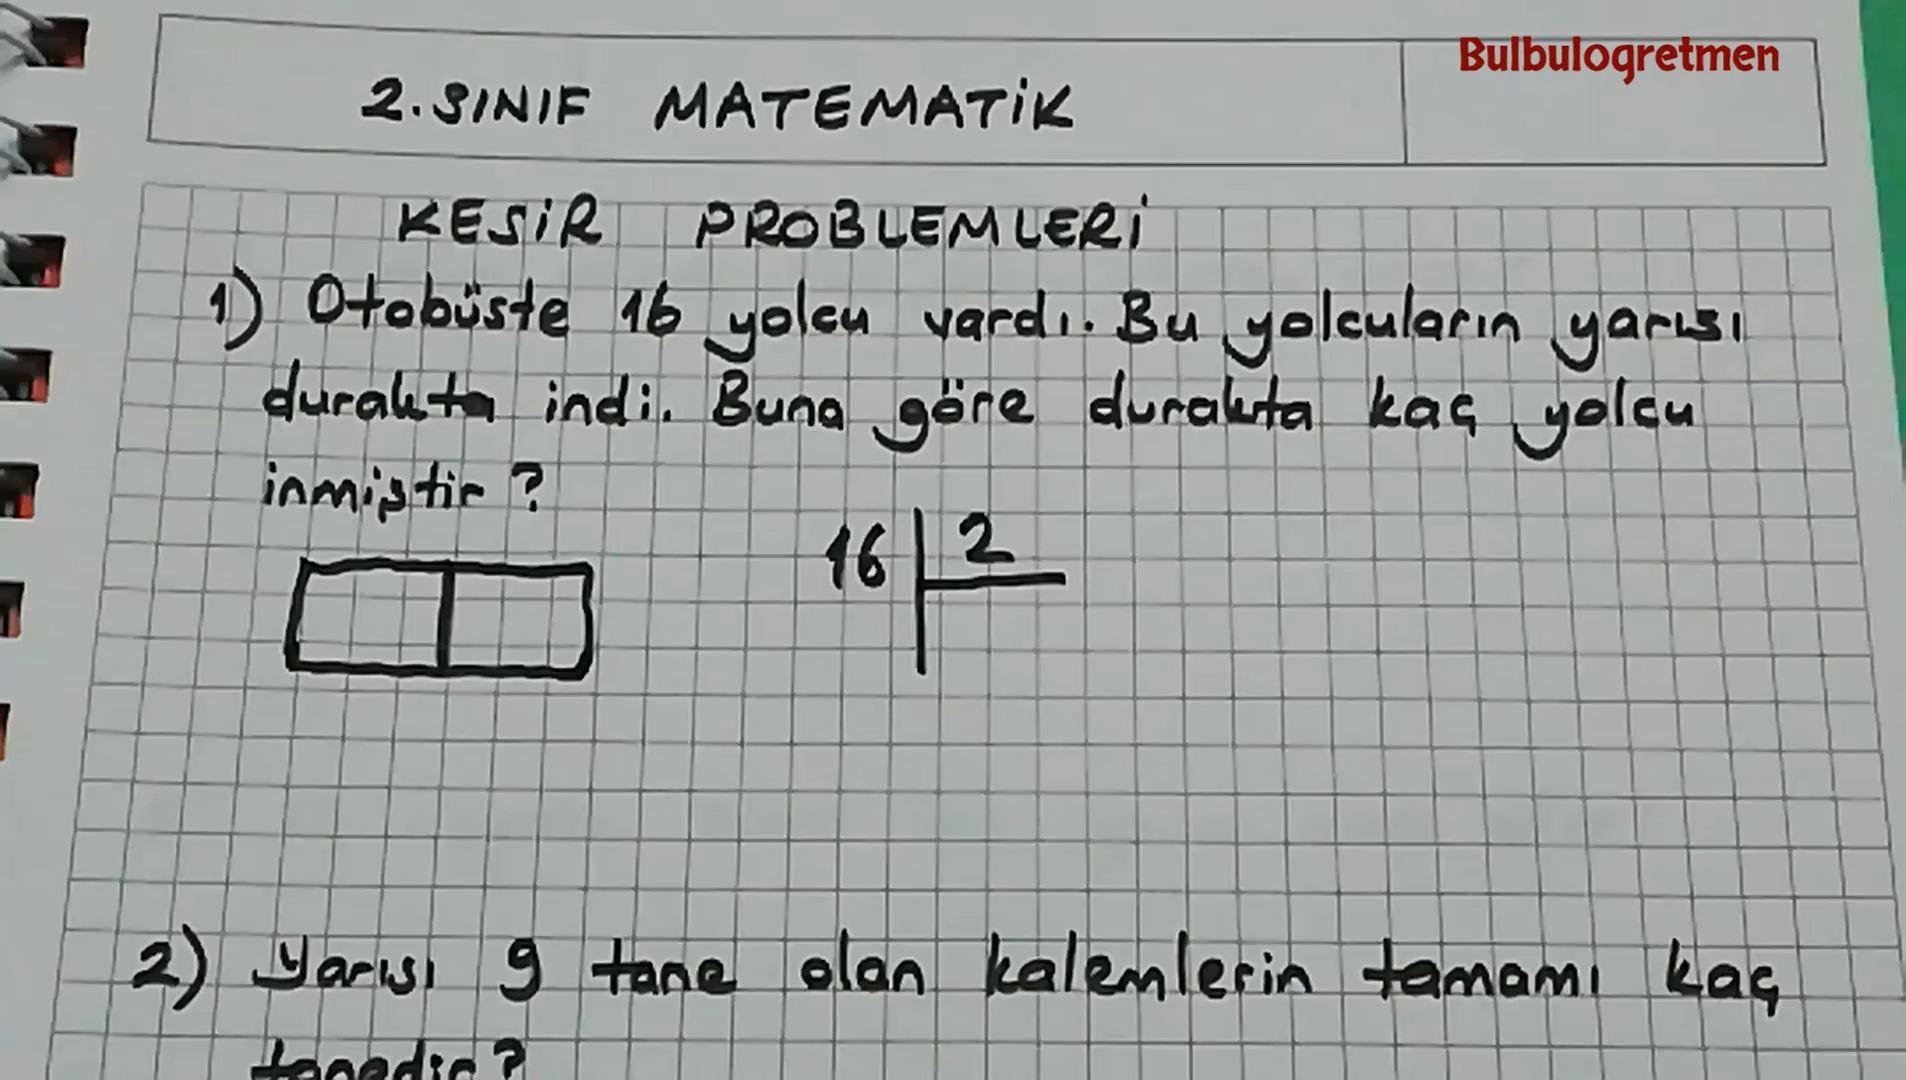 Bulbulogretmen
2.SINIF MATEMATİK
KESİR PROBLEMLERİ
1) Otobüste 16 yolcu vardı. Bu yolcuların yarısı
durakta indi. Buna göre durakta kaç yolcu
inmiştir?
16 2
2) Yarısı 9 tane olan kalemlerin tamamı kaç
tanedir?